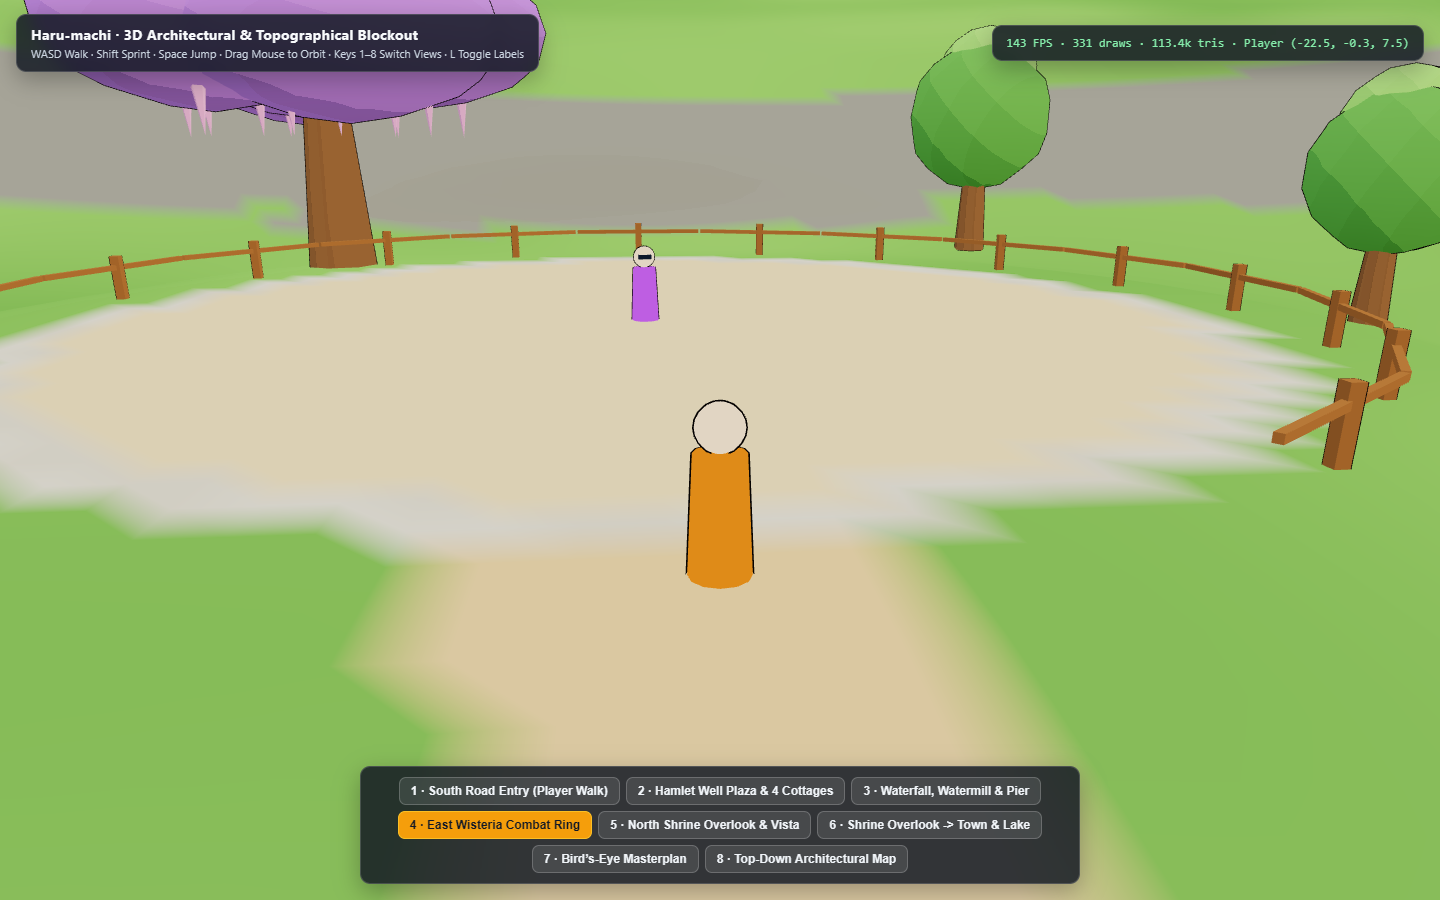 Haru-machi · 3D Architectural & Topographical Blockout
WASD Walk · Shift Sprint · Space Jump · Drag Mouse to Orbit · Keys 1–8 Switch Views · L Toggle Labels
143 FPS · 331 draws · 113.4k tris · Player (-22.5, -0.3, 7.5)
1 · South Road Entry (Player Walk)
2 · Hamlet Well Plaza & 4 Cottages
3 · Waterfall, Watermill & Pier
4 · East Wisteria Combat Ring
5 · North Shrine Overlook & Vista
6 · Shrine Overlook -> Town & Lake
7 · Bird's-Eye Masterplan
8 · Top-Down Architectural Map